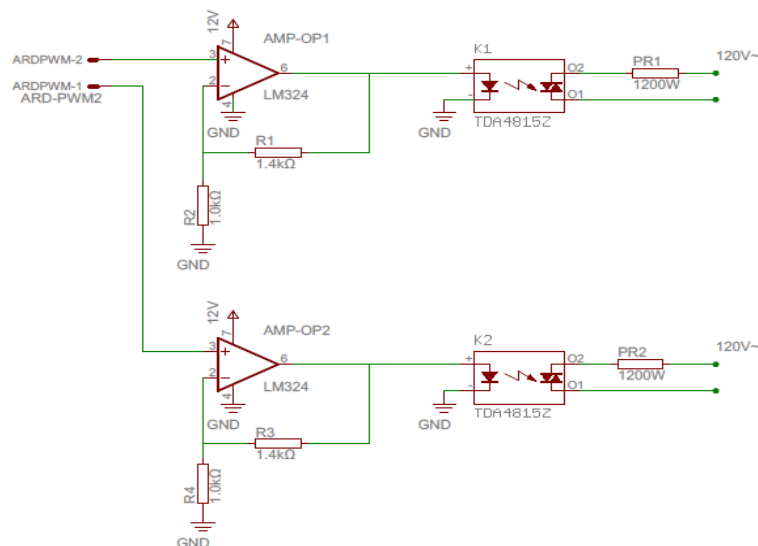 12V
AMP-OP1
ARDPWM-2
ARDPWM-1
ARD-PWM2
7
3
+
2
−
6
4
LM324
GND
R1
1.4kΩ
R2
1.0kΩ
GND
K1
+
-
O2
O1
GND
TDA4815Z
PR1
1200W
120V~
12V
AMP-OP2
7
3
+
2
−
6
4
LM324
GND
R3
1.4kΩ
R4
1.0kΩ
GND
K2
+
-
O2
O1
GND
TDA4815Z
PR2
1200W
120V~